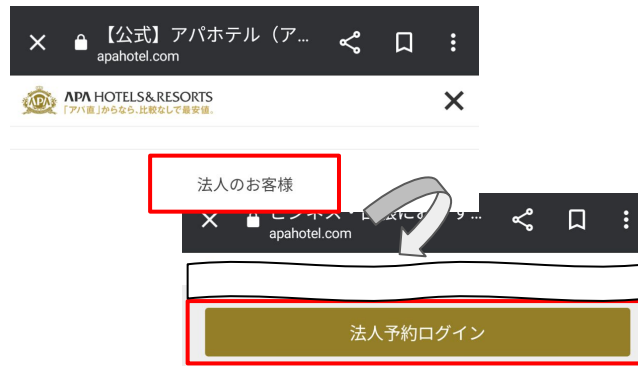 【公式】アパホテル（ア...
apahotel.com
APA HOTELS&RESORTS
「アパ直」からなら、比較なしで最安値。
法人のお客様
apahotel.com
法人予約ログイン